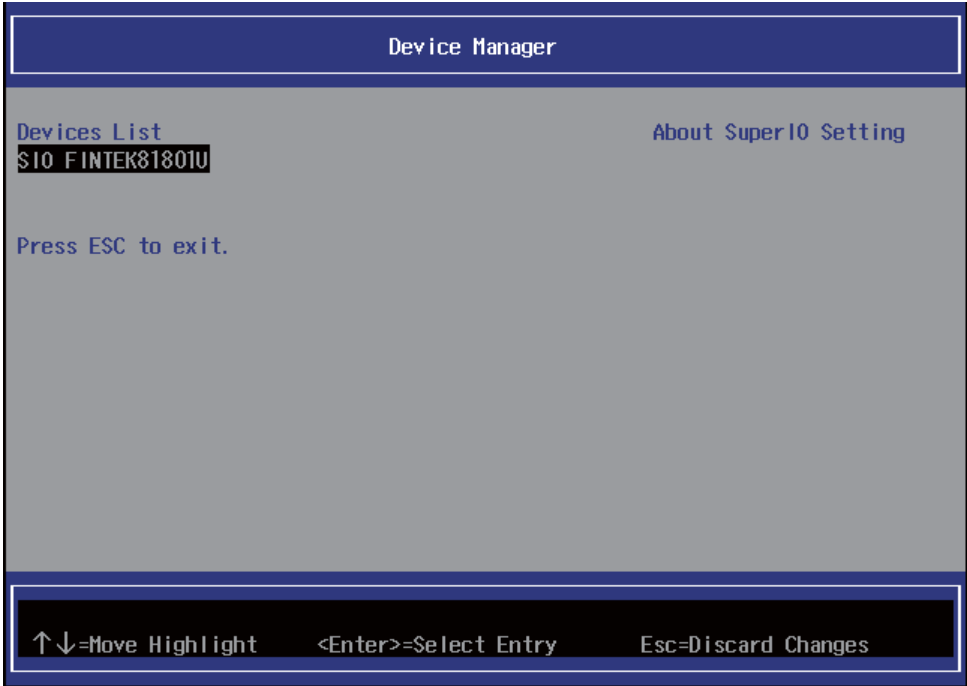 Device Manager
Devices List
About SuperIO Setting
SIO FINTEK81801U
Press ESC to exit.
↑↓=Move Highlight <Enter>=Select Entry Esc=Discard Changes